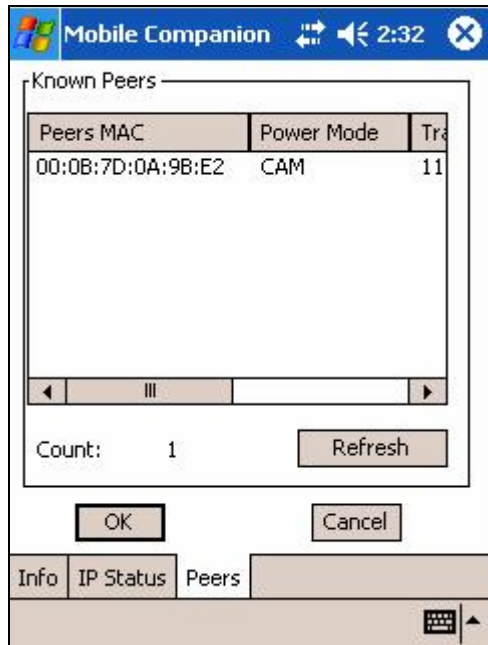 Mobile Companion 2:32
Known Peers
Peers MAC Power Mode Tra
00:0B:7D:0A:9B:E2 CAM 11
Count: 1 Refresh
OK Cancel
Info IP Status Peers